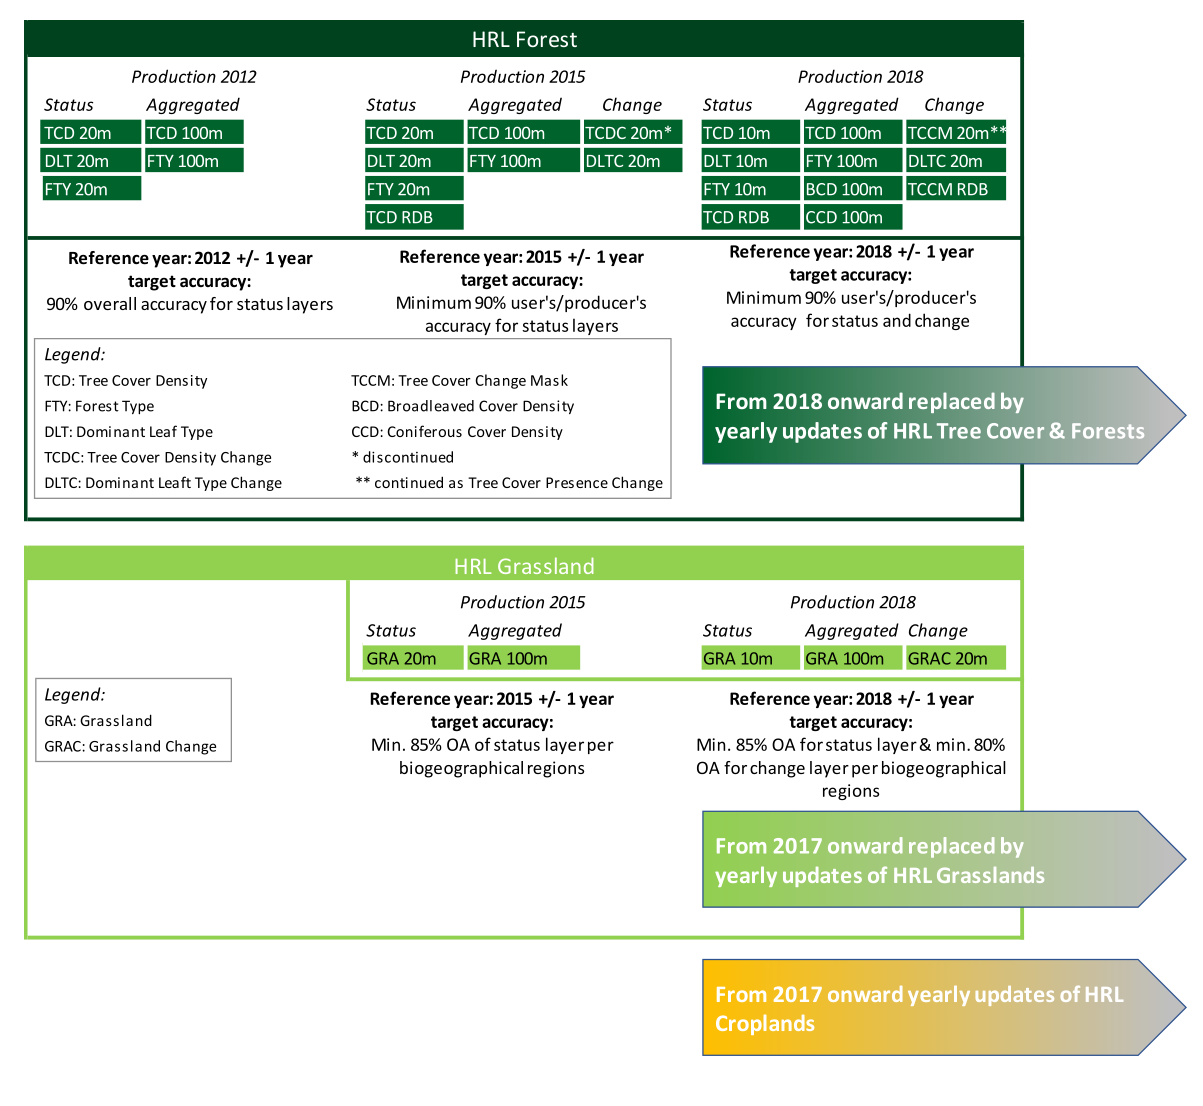 HRL Forest
Production 2012
Production 2015
Production 2018
Status
Aggregated
Status
Aggregated
Change
Status
Aggregated
Change
TCD 20m
TCD 100m
TCD 20m
TCD 100m
TCDC 20m*
TCD 10m
TCD 100m
TCCM 20m**
DLT 20m
FTY 100m
DLT 20m
FTY 100m
DLTC 20m
DLT 10m
FTY 100m
DLTC 20m
FTY 20m
FTY 20m
FTY 10m
BCD 100m
TCCM RDB
TCD RDB
TCD RDB
CCD 100m
Reference year: 2012 +/- 1 year
target accuracy:
90% overall accuracy for status layers
Reference year: 2015 +/- 1 year
target accuracy:
Minimum 90% user's/producer's
accuracy for status layers
Reference year: 2018 +/- 1 year
target accuracy:
Minimum 90% user's/producer's
accuracy for status and change
Legend:
TCD: Tree Cover Density
FTY: Forest Type
DLT: Dominant Leaf Type
TCDC: Tree Cover Density Change
DLTC: Dominant Leaft Type Change
TCCM: Tree Cover Change Mask
BCD: Broadleaved Cover Density
CCD: Coniferous Cover Density
* discontinued
** continued as Tree Cover Presence Change
From 2018 onward replaced by
yearly updates of HRL Tree Cover & Forests
HRL Grassland
Production 2015
Production 2018
Status
Aggregated
Status
Aggregated
Change
GRA 20m
GRA 100m
GRA 10m
GRA 100m
GRAC 20m
Legend:
GRA: Grassland
GRAC: Grassland Change
Reference year: 2015 +/- 1 year
target accuracy:
Min. 85% OA of status layer per
biogeographical regions
Reference year: 2018 +/- 1 year
target accuracy:
Min. 85% OA for status layer & min. 80%
OA for change layer per biogeographical
regions
From 2017 onward replaced by
yearly updates of HRL Grasslands
From 2017 onward yearly updates of HRL
Croplands